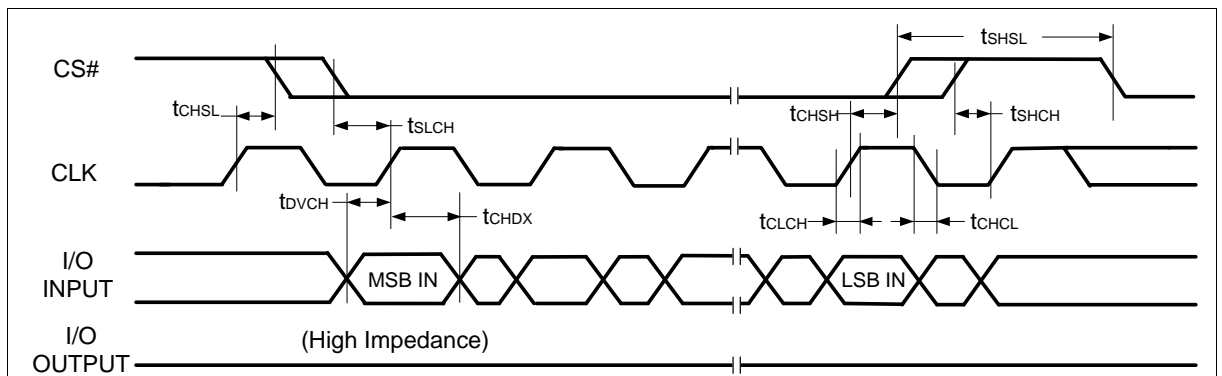 tSHSL
CS#
tCHSL
tSLCH
tCHSH
tSHCH
CLK
tDVCH
tCHDX
tCLCH
tCHCL
I/O
INPUT
MSB IN
LSB IN
I/O
OUTPUT
(High Impedance)